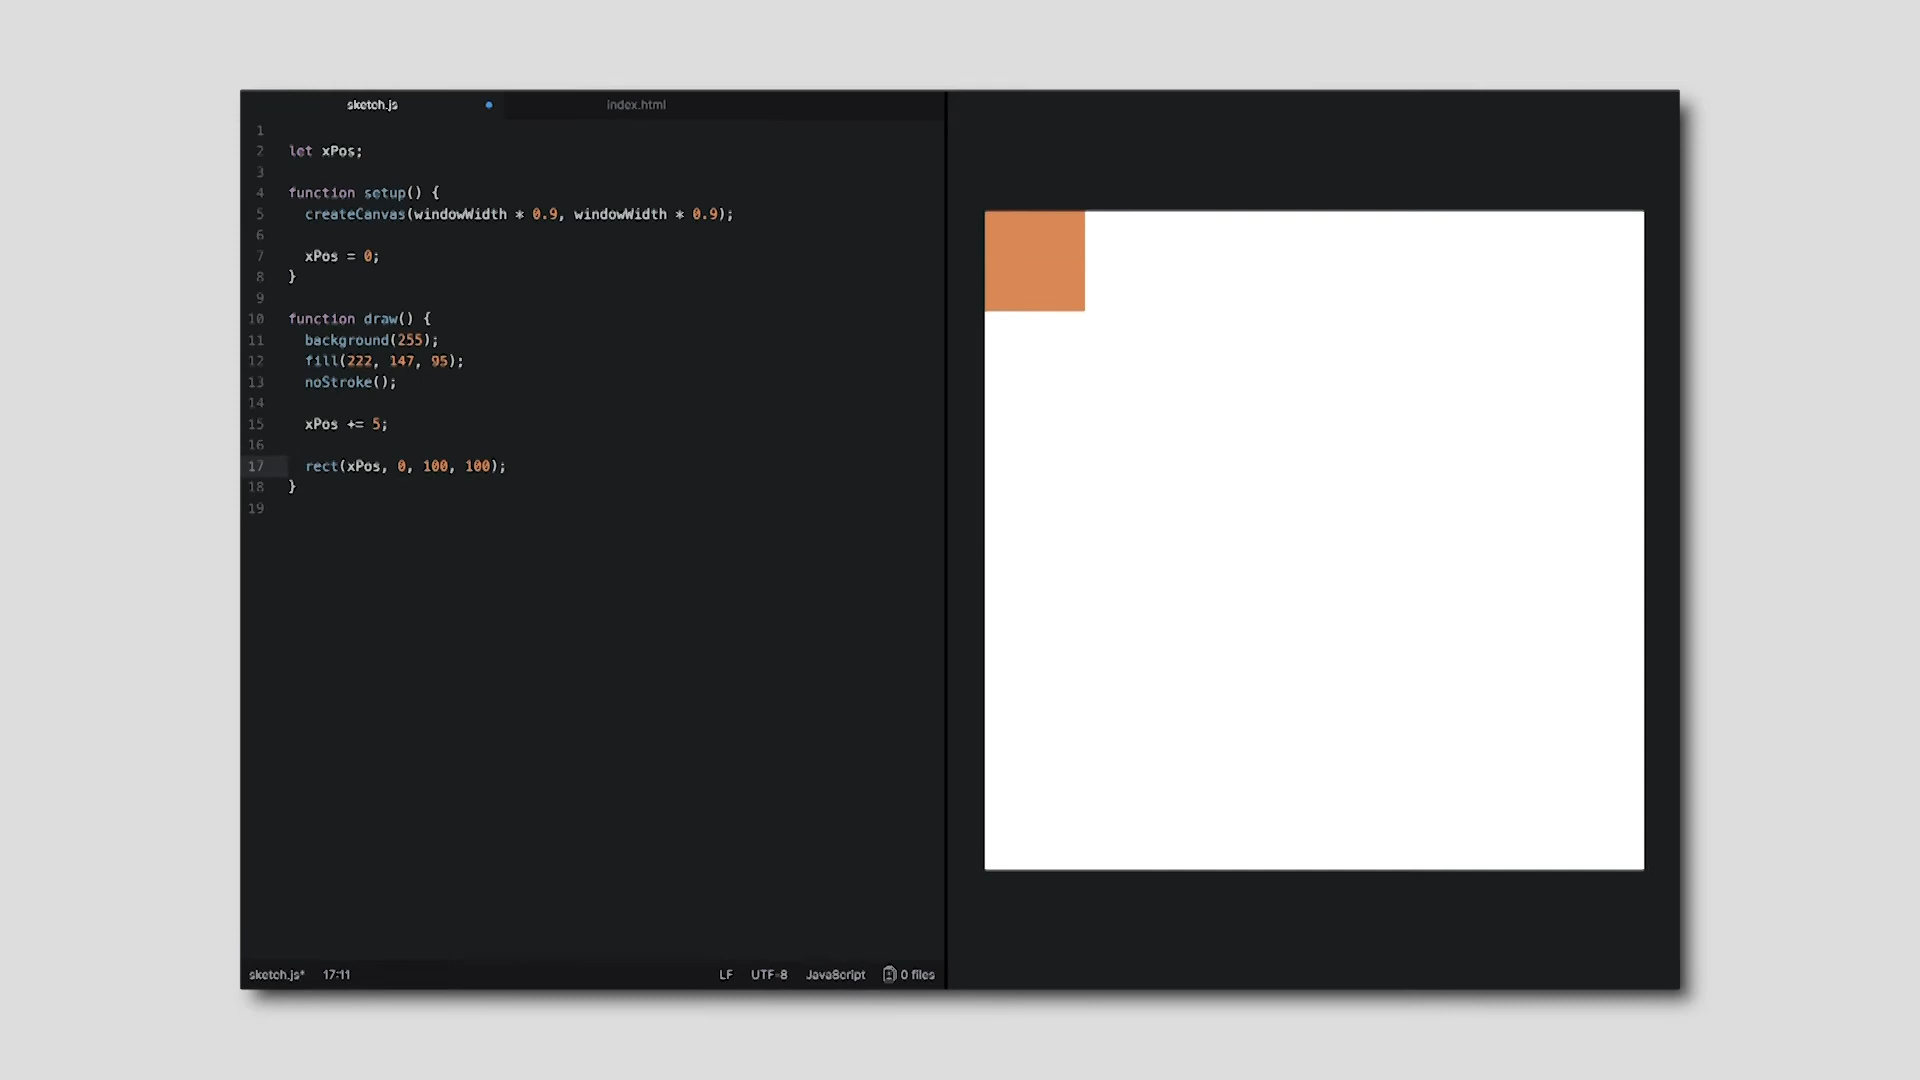 sketch.js index.html
1
2 let xPos;
3
4 function setup() {
5 createCanvas(windowWidth * 0.9, windowWidth * 0.9);
6
7 xPos = 0;
8 }
9
10 function draw() {
11 background(255);
12 fill(222, 147, 95);
13 noStroke();
14
15 xPos += 5;
16
17 rect(xPos, 0, 100, 100);
18 }
19
sketch.js* 17:11 LF UTF-8 JavaScript 0 files